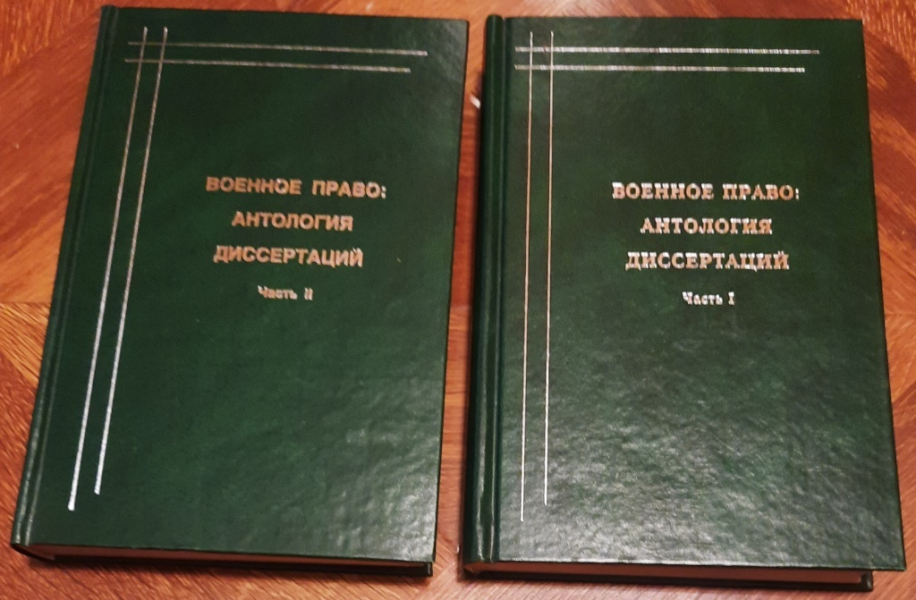 ВОЕННОЕ ПРАВО:
АНТОЛОГИЯ
ДИССЕРТАЦИЙ
Часть II
ВОЕННОЕ ПРАВО:
АНТОЛОГИЯ
ДИССЕРТАЦИЙ
Часть I